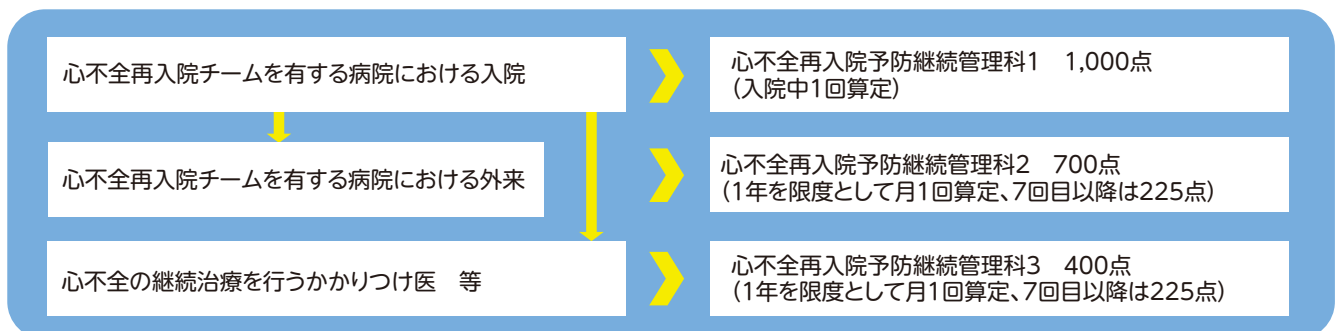 心不全再入院チームを有する病院における入院
心不全再入院予防継続管理科1　1,000点
（入院中1回算定）
心不全再入院チームを有する病院における外来
心不全再入院予防継続管理科2　700点
（1年を限度として月1回算定、7回目以降は225点）
心不全の継続治療を行うかかりつけ医　等
心不全再入院予防継続管理科3　400点
（1年を限度として月1回算定、7回目以降は225点）